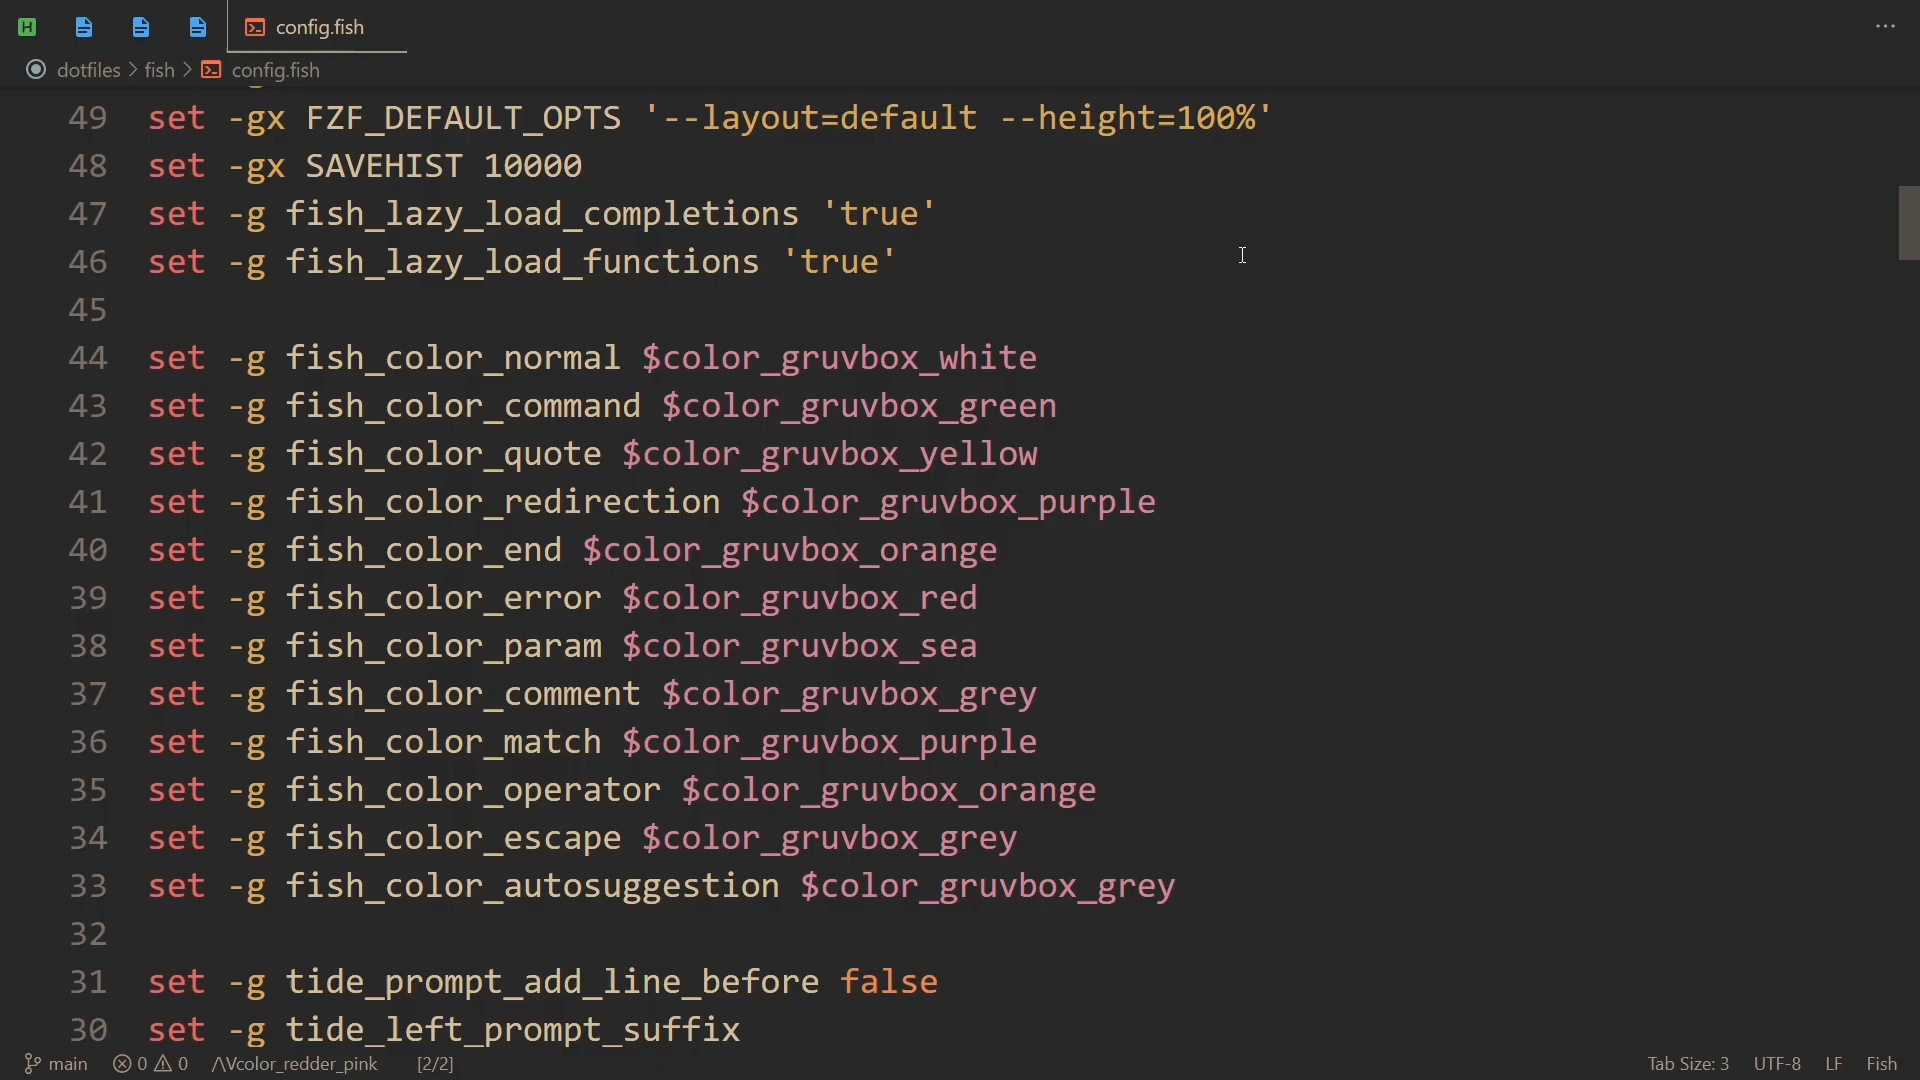 H config.fish ...
dotfiles > fish > config.fish
49 set -gx FZF_DEFAULT_OPTS '--layout=default --height=100%'
48 set -gx SAVEHIST 10000
47 set -g fish_lazy_load_completions 'true'
46 set -g fish_lazy_load_functions 'true'
45
44 set -g fish_color_normal $color_gruvbox_white
43 set -g fish_color_command $color_gruvbox_green
42 set -g fish_color_quote $color_gruvbox_yellow
41 set -g fish_color_redirection $color_gruvbox_purple
40 set -g fish_color_end $color_gruvbox_orange
39 set -g fish_color_error $color_gruvbox_red
38 set -g fish_color_param $color_gruvbox_sea
37 set -g fish_color_comment $color_gruvbox_grey
36 set -g fish_color_match $color_gruvbox_purple
35 set -g fish_color_operator $color_gruvbox_orange
34 set -g fish_color_escape $color_gruvbox_grey
33 set -g fish_color_autosuggestion $color_gruvbox_grey
32
31 set -g tide_prompt_add_line_before false
30 set -g tide_left_prompt_suffix
main 0 0 /\Vcolor_redder_pink [2/2] Tab Size: 3 UTF-8 LF Fish